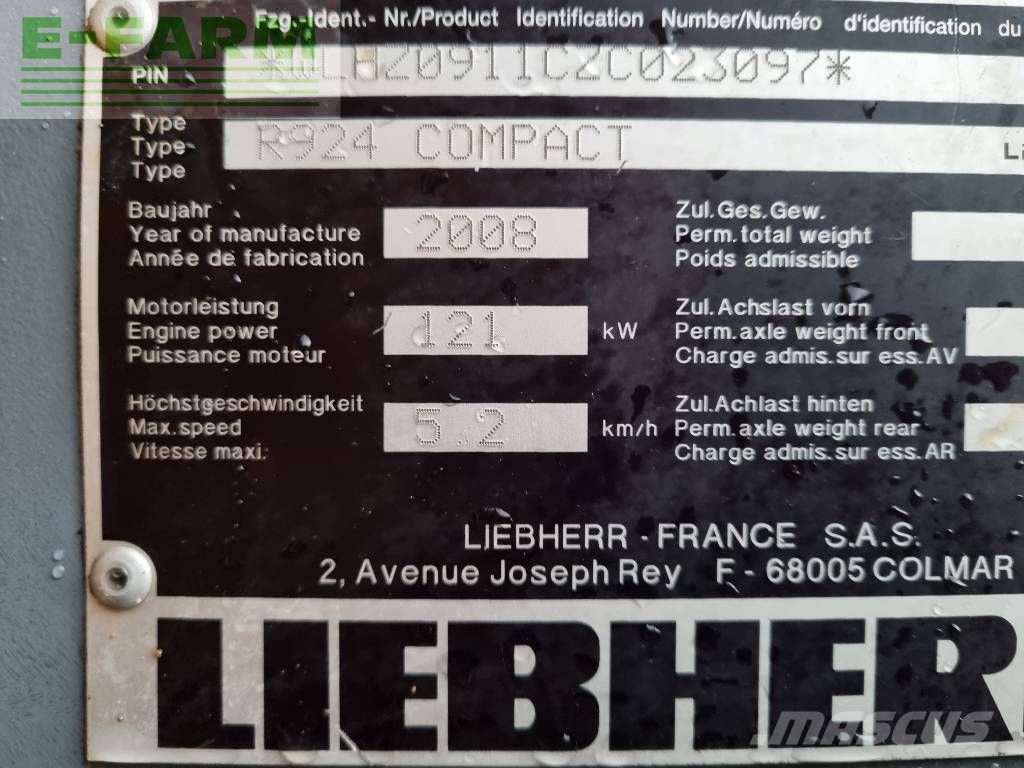 E-FARM
Fzg.-Ident.- Nr./Product Identification Number/Numéro d'identification du
PIN *WLHZ0911CZC023097*
Type
Type R924 COMPACT Li
Type
Baujahr
Year of manufacture 2008
Année de fabrication
Zul.Ges.Gew.
Perm.total weight
Poids admissible
Motorleistung
Engine power 121 kW
Puissance moteur
Zul.Achslast vorn
Perm.axle weight front
Charge admis.sur ess.AV
Höchstgeschwindigkeit
Max.speed 5.2 km/h
Vitesse maxi.
Zul.Achlast hinten
Perm.axle weight rear
Charge admis.sur ess.AR
LIEBHERR - FRANCE S.A.S.
2, Avenue Joseph Rey F - 68005 COLMAR
LIEBHER
MASCUS